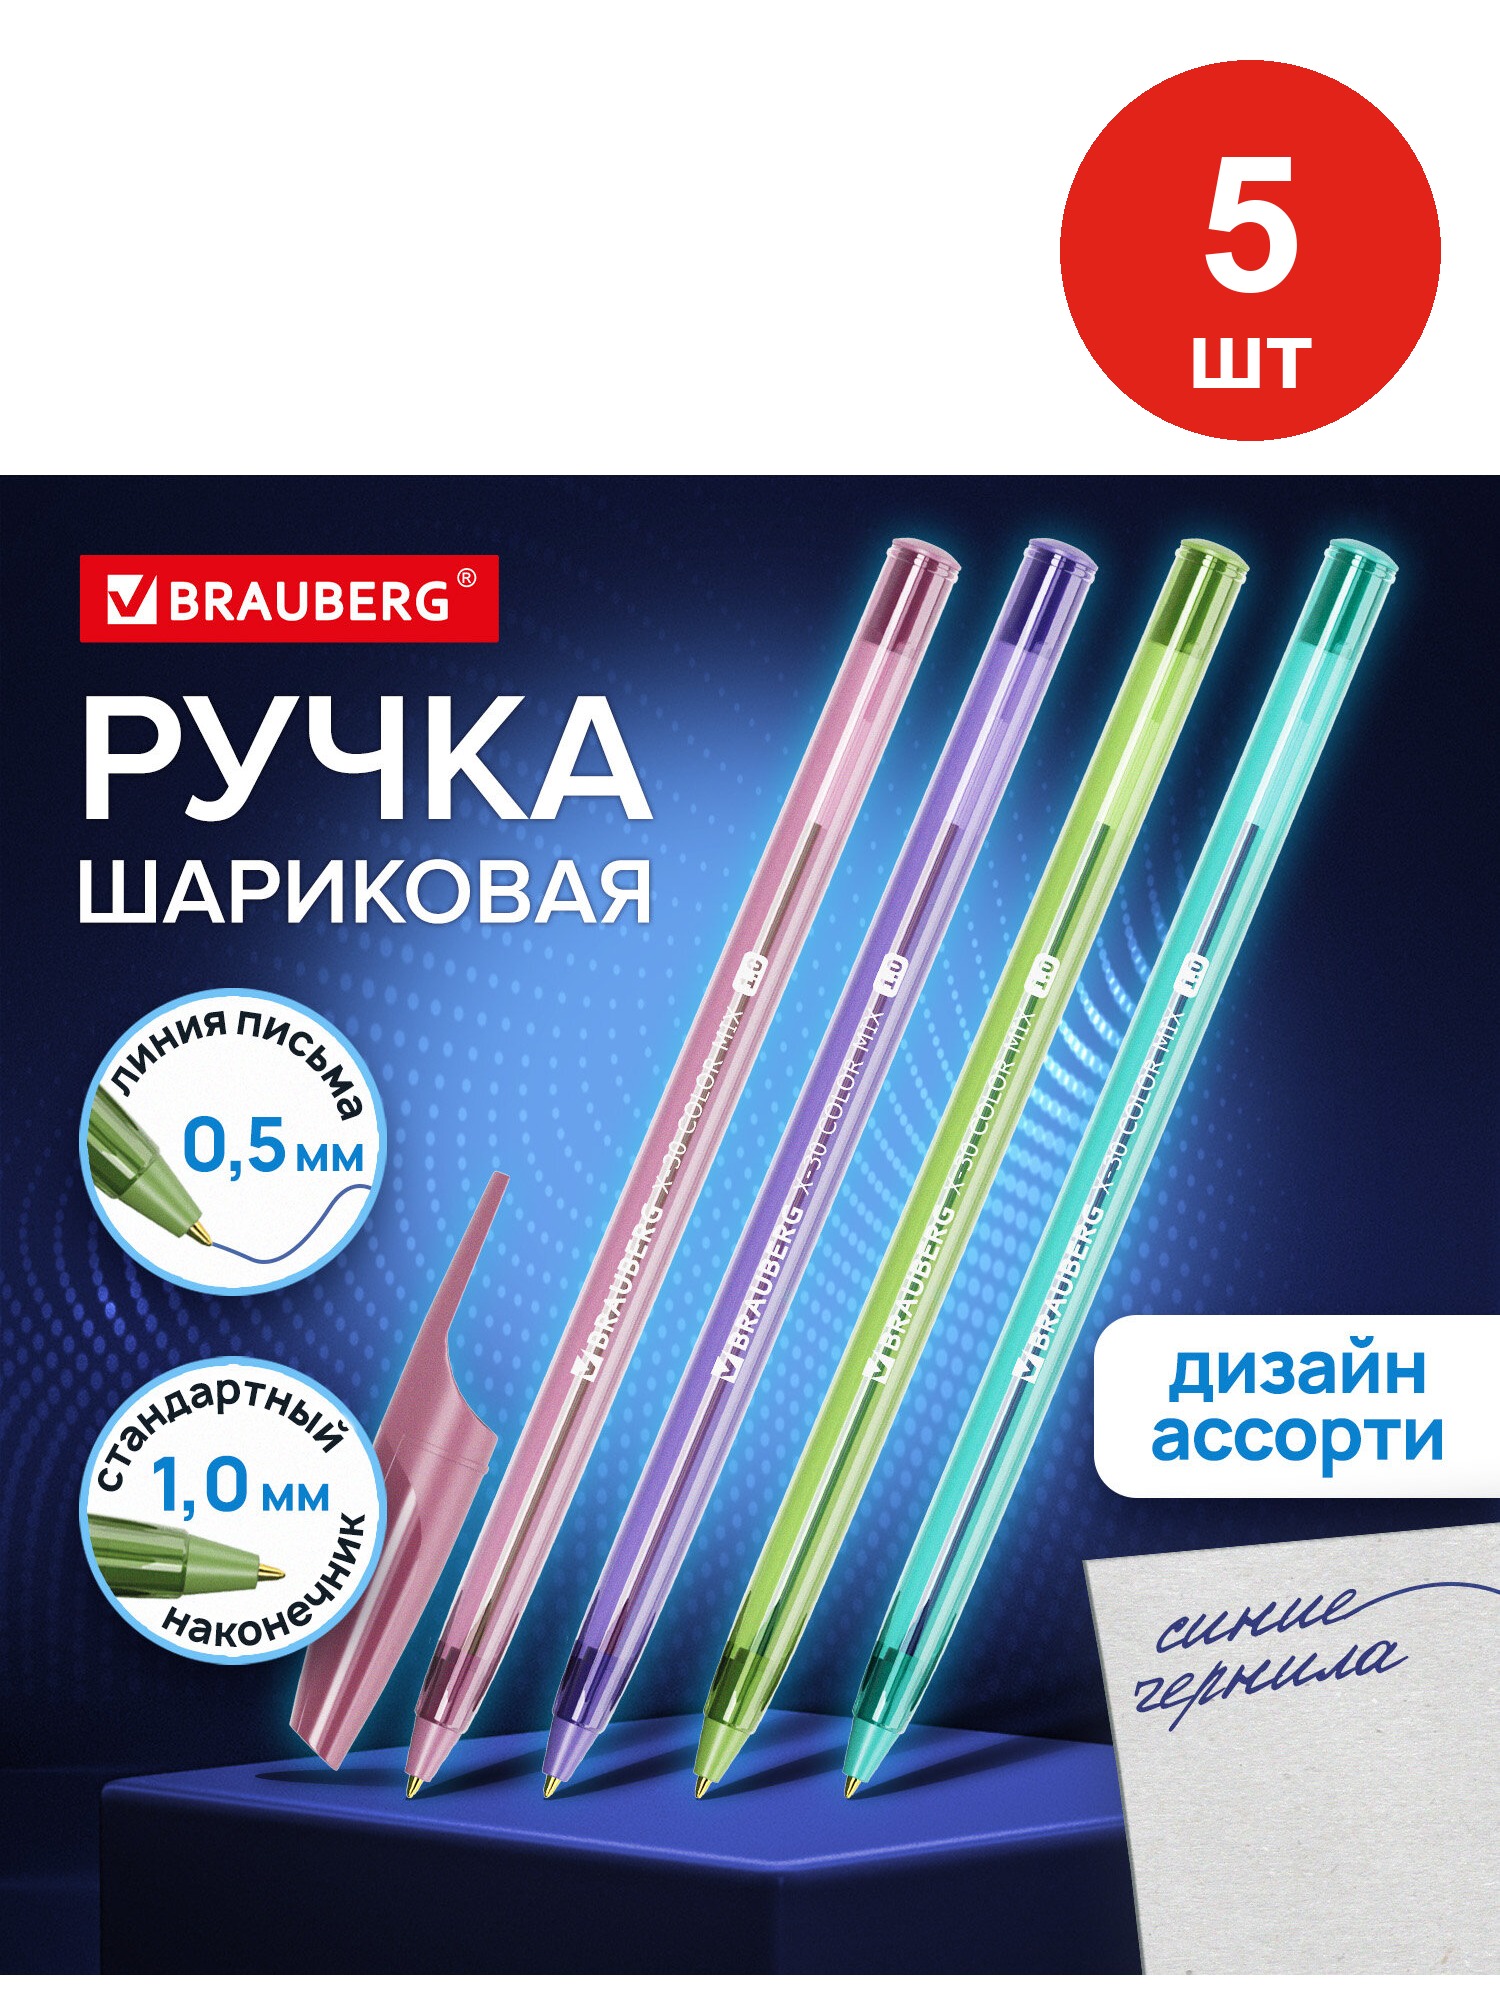 5
шт
BRAUBERG®
РУЧКА
ШАРИКОВАЯ
линия письма
0,5 мм
стандартный
1,0 мм
наконечник
BRAUBERG X-30 COLOR MIX 1.0
BRAUBERG X-30 COLOR MIX 1.0
BRAUBERG X-30 COLOR MIX 1.0
BRAUBERG X-30 COLOR MIX 1.0
дизайн
ассорти
синие
чернила